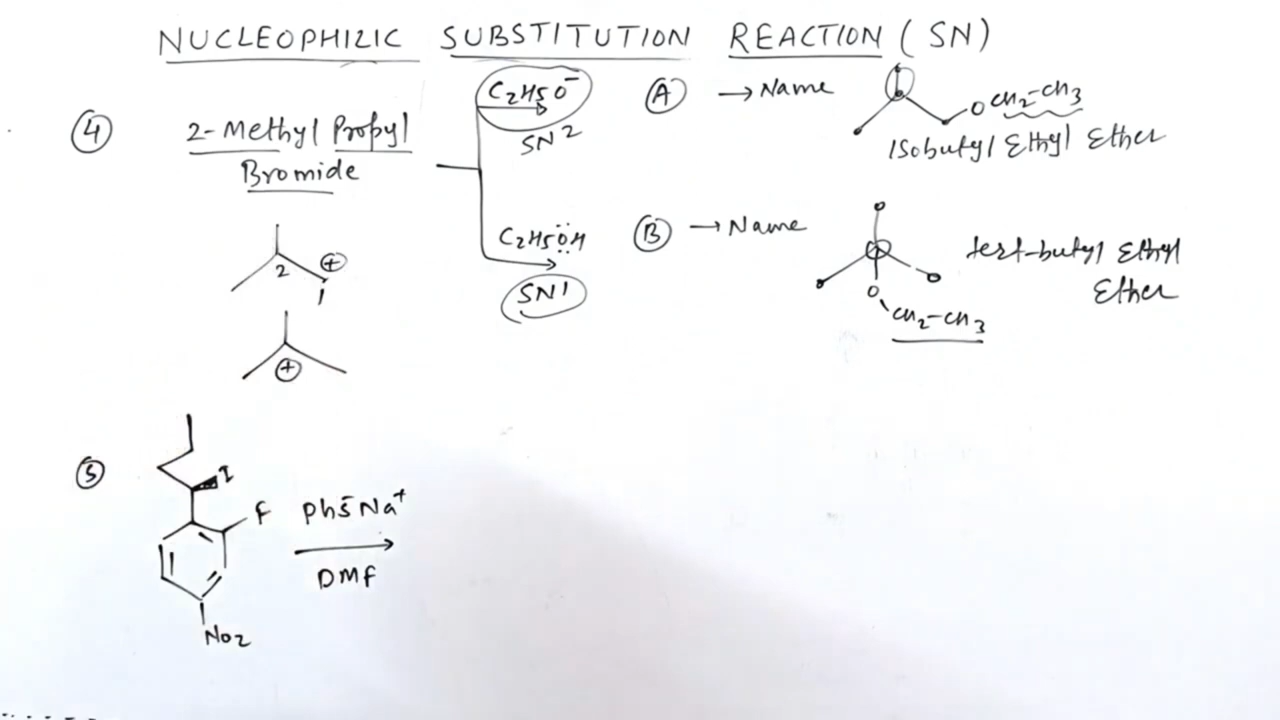 NUCLEOPHILIC SUBSTITUTION REACTION (SN)
④ 2-Methyl Propyl Bromide
C2H5O⁻
SN2
Ⓐ → Name
O CH2-CH3
Isobutyl Ethyl Ether
C2H5ÖH
SN1
Ⓑ → Name
O
CH2-CH3
tert-butyl Ethyl Ether
2
⊕
1
⊕
⑤
I
F
NO2
PhS⁻Na⁺
DMF